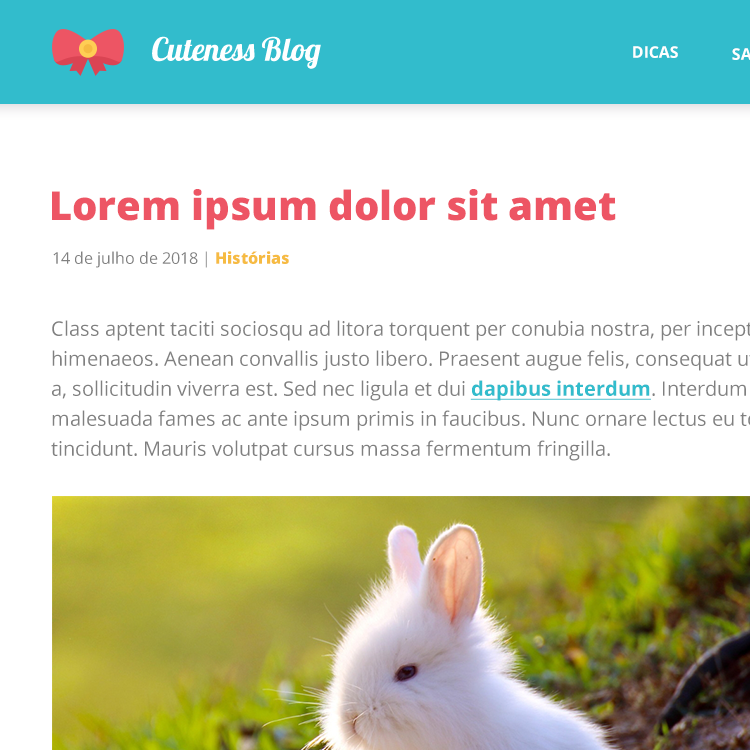 Cuteness Blog
DICAS
Lorem ipsum dolor sit amet
14 de julho de 2018 | Histórias
Class aptent taciti sociosqu ad litora torquent per conubia nostra, per
himenaeos. Aenean convallis justo libero. Praesent augue felis, consequat
a, sollicitudin viverra est. Sed nec ligula et dui dapibus interdum. Interdum
malesuada fames ac ante ipsum primis in faucibus. Nunc ornare lectus eu
tincidunt. Mauris volutpat cursus massa fermentum fringilla.